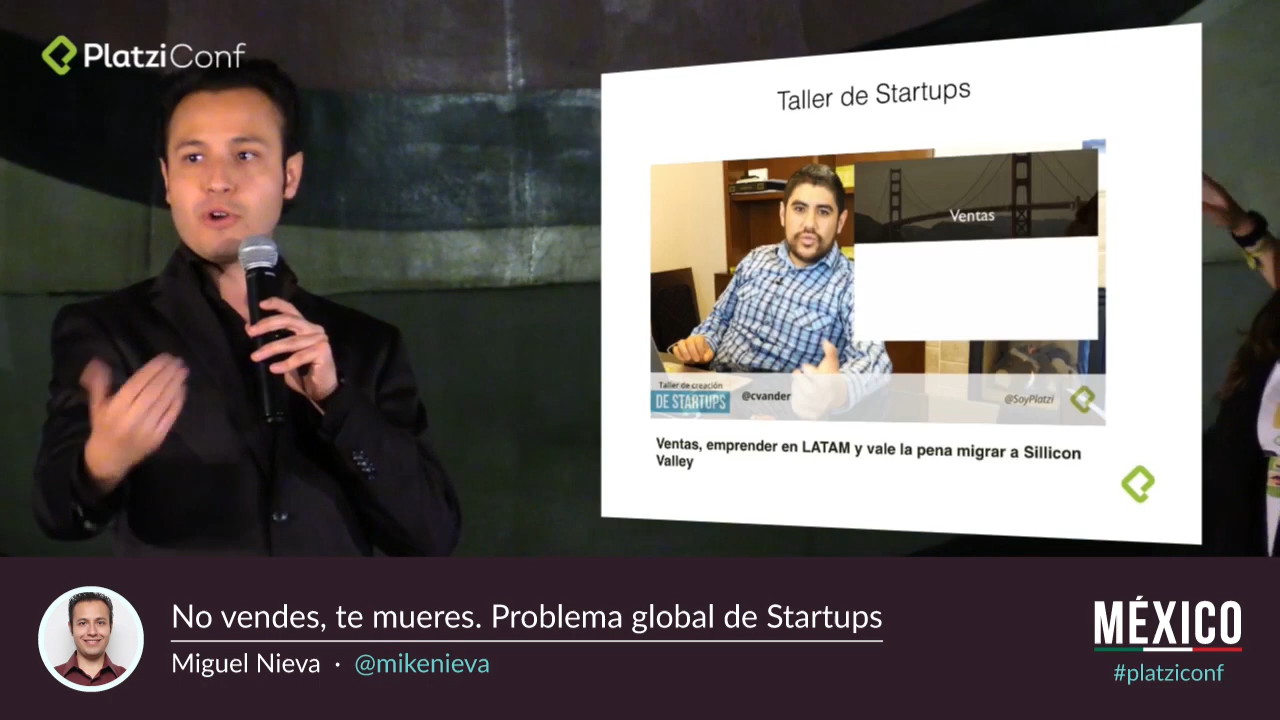 PlatziConf
Taller de Startups
Ventas
Taller de creación
DE STARTUPS
@cvander
@SoyPlatzi
Ventas, emprender en LATAM y vale la pena migrar a Sillicon
Valley
No vendes, te mueres. Problema global de Startups
Miguel Nieva · @mikenieva
MÉXICO
#platziconf